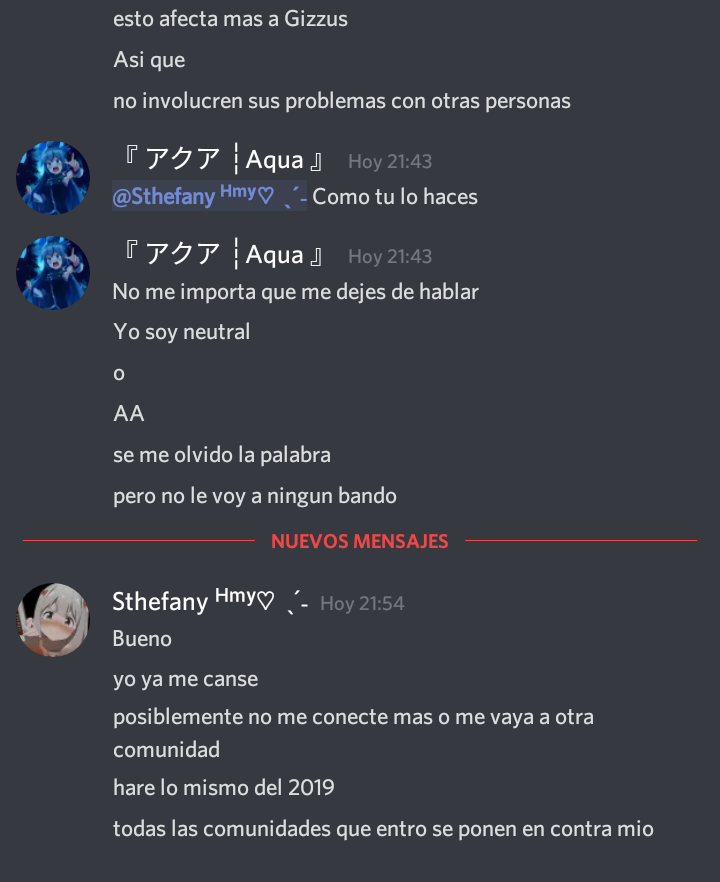 esto afecta mas a Gizzus
Asi que
no involucren sus problemas con otras personas
『 アクア ┆Aqua 』 Hoy 21:43
@Sthefany ᴴᵐʸ♡ ˎˊ- Como tu lo haces
『 アクア ┆Aqua 』 Hoy 21:43
No me importa que me dejes de hablar
Yo soy neutral
o
AA
se me olvido la palabra
pero no le voy a ningun bando
NUEVOS MENSAJES
Sthefany ᴴᵐʸ♡ ˎˊ- Hoy 21:54
Bueno
yo ya me canse
posiblemente no me conecte mas o me vaya a otra
comunidad
hare lo mismo del 2019
todas las comunidades que entro se ponen en contra mio